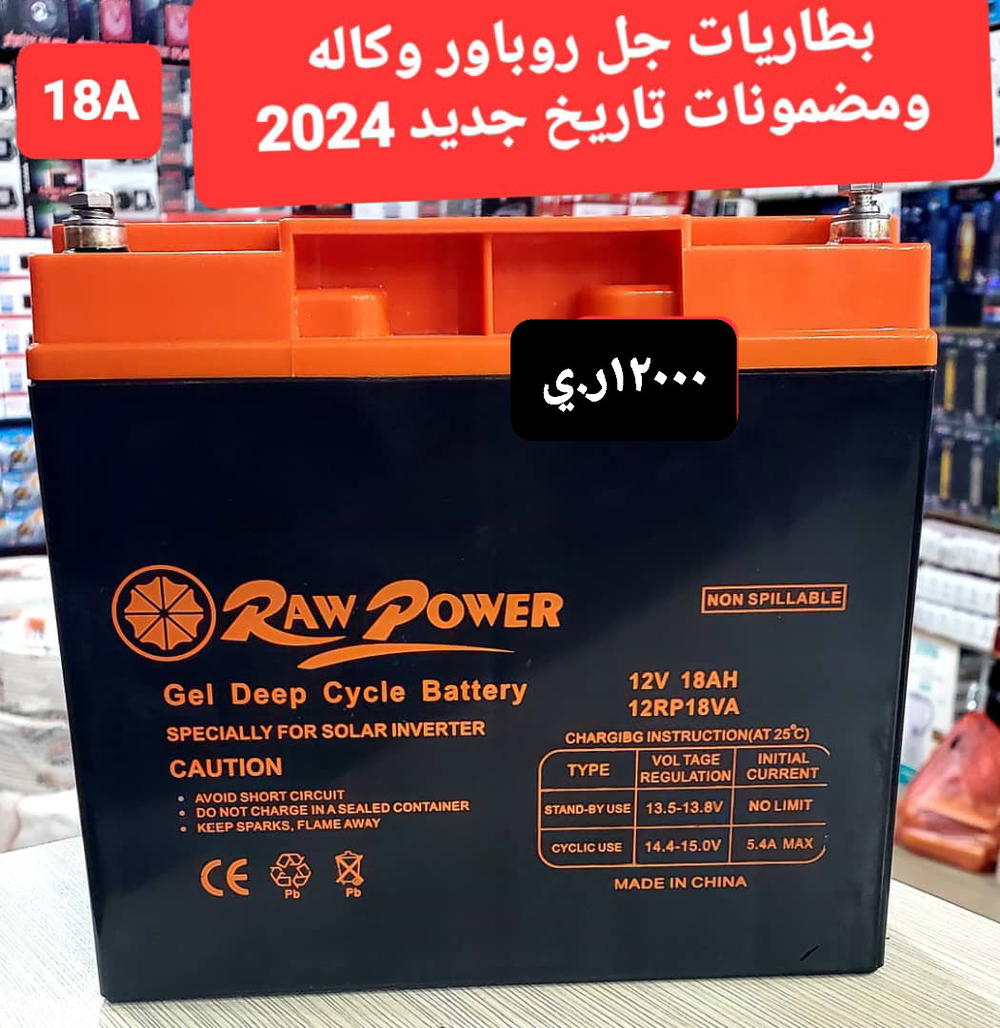 بطاريات جل روباور وكاله
ومضمونات تاريخ جديد 2024
18A
١٢٠٠٠ر.ي
RAW POWER
NON SPILLABLE
Gel Deep Cycle Battery
SPECIALLY FOR SOLAR INVERTER
12V 18AH
12RP18VA
CAUTION
• AVOID SHORT CIRCUIT
• DO NOT CHARGE IN A SEALED CONTAINER
• KEEP SPARKS, FLAME AWAY
CE
Pb
Pb
CHARGIBG INSTRUCTION(AT 25℃)
TYPE VOLTAGE REGULATION INITIAL CURRENT
STAND-BY USE 13.5-13.8V NO LIMIT
CYCLIC USE 14.4-15.0V 5.4A MAX
MADE IN CHINA